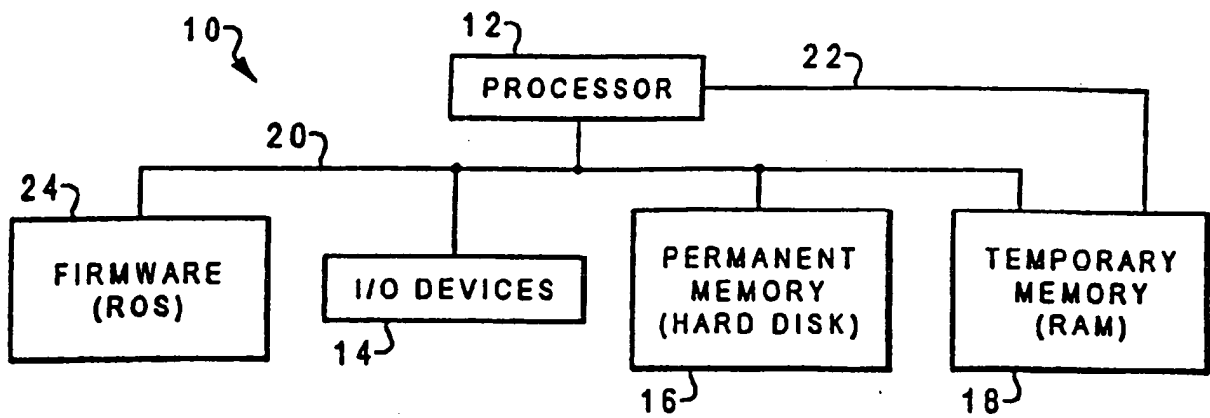 10
12
PROCESSOR
22
20
24
FIRMWARE
(ROS)
I/O DEVICES
14
PERMANENT
MEMORY
(HARD DISK)
16
TEMPORARY
MEMORY
(RAM)
18